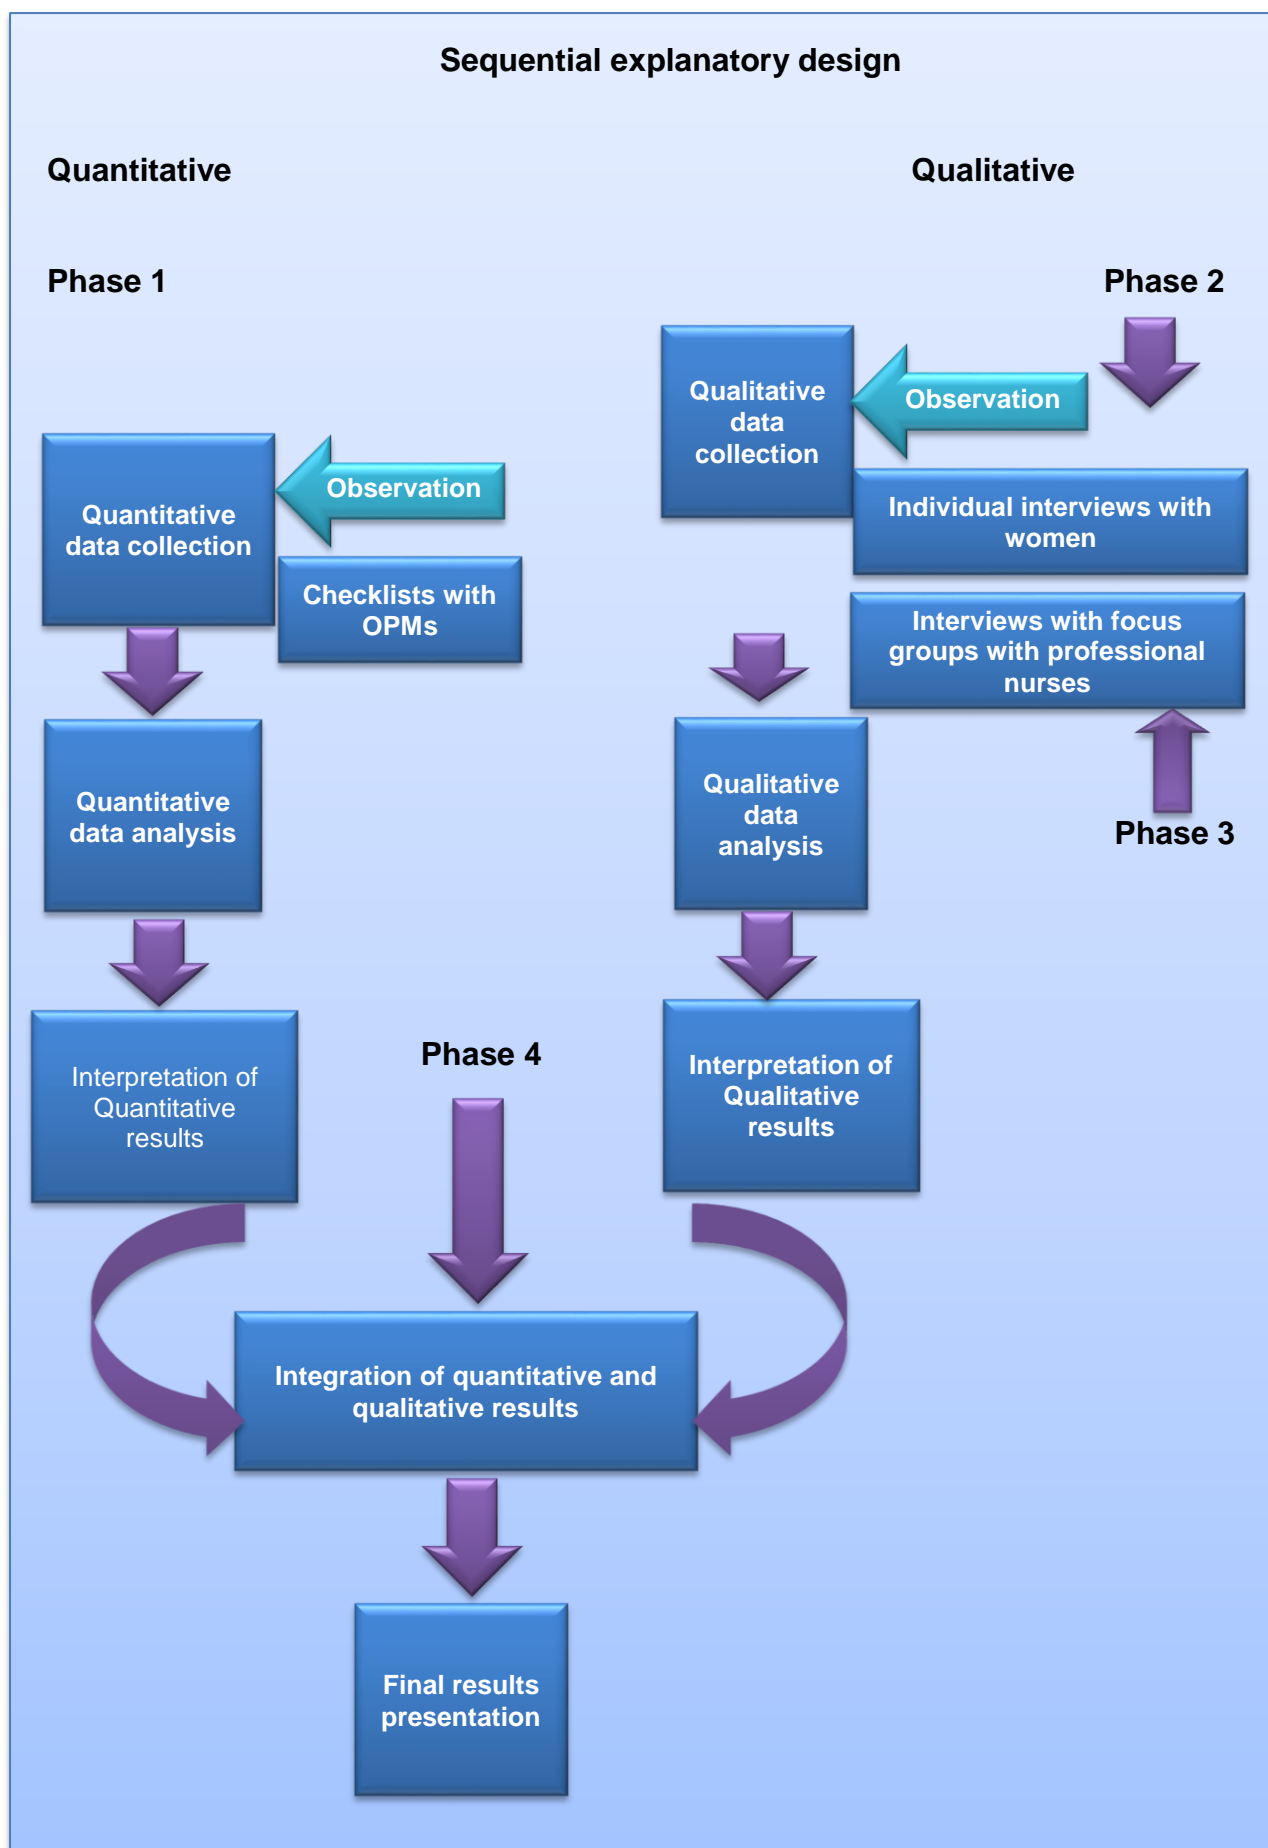 Sequential explanatory design
Quantitative
Qualitative
Phase 1
Phase 2
Qualitative
data
collection
Observation
Quantitative
data collection
Observation
Individual interviews with
women
Checklists with
OPMs
Interviews with focus
groups with professional
nurses
Quantitative
data analysis
Qualitative
data
analysis
Phase 3
Interpretation of
Quantitative
results
Phase 4
Interpretation of
Qualitative
results
Integration of quantitative and
qualitative results
Final results
presentation